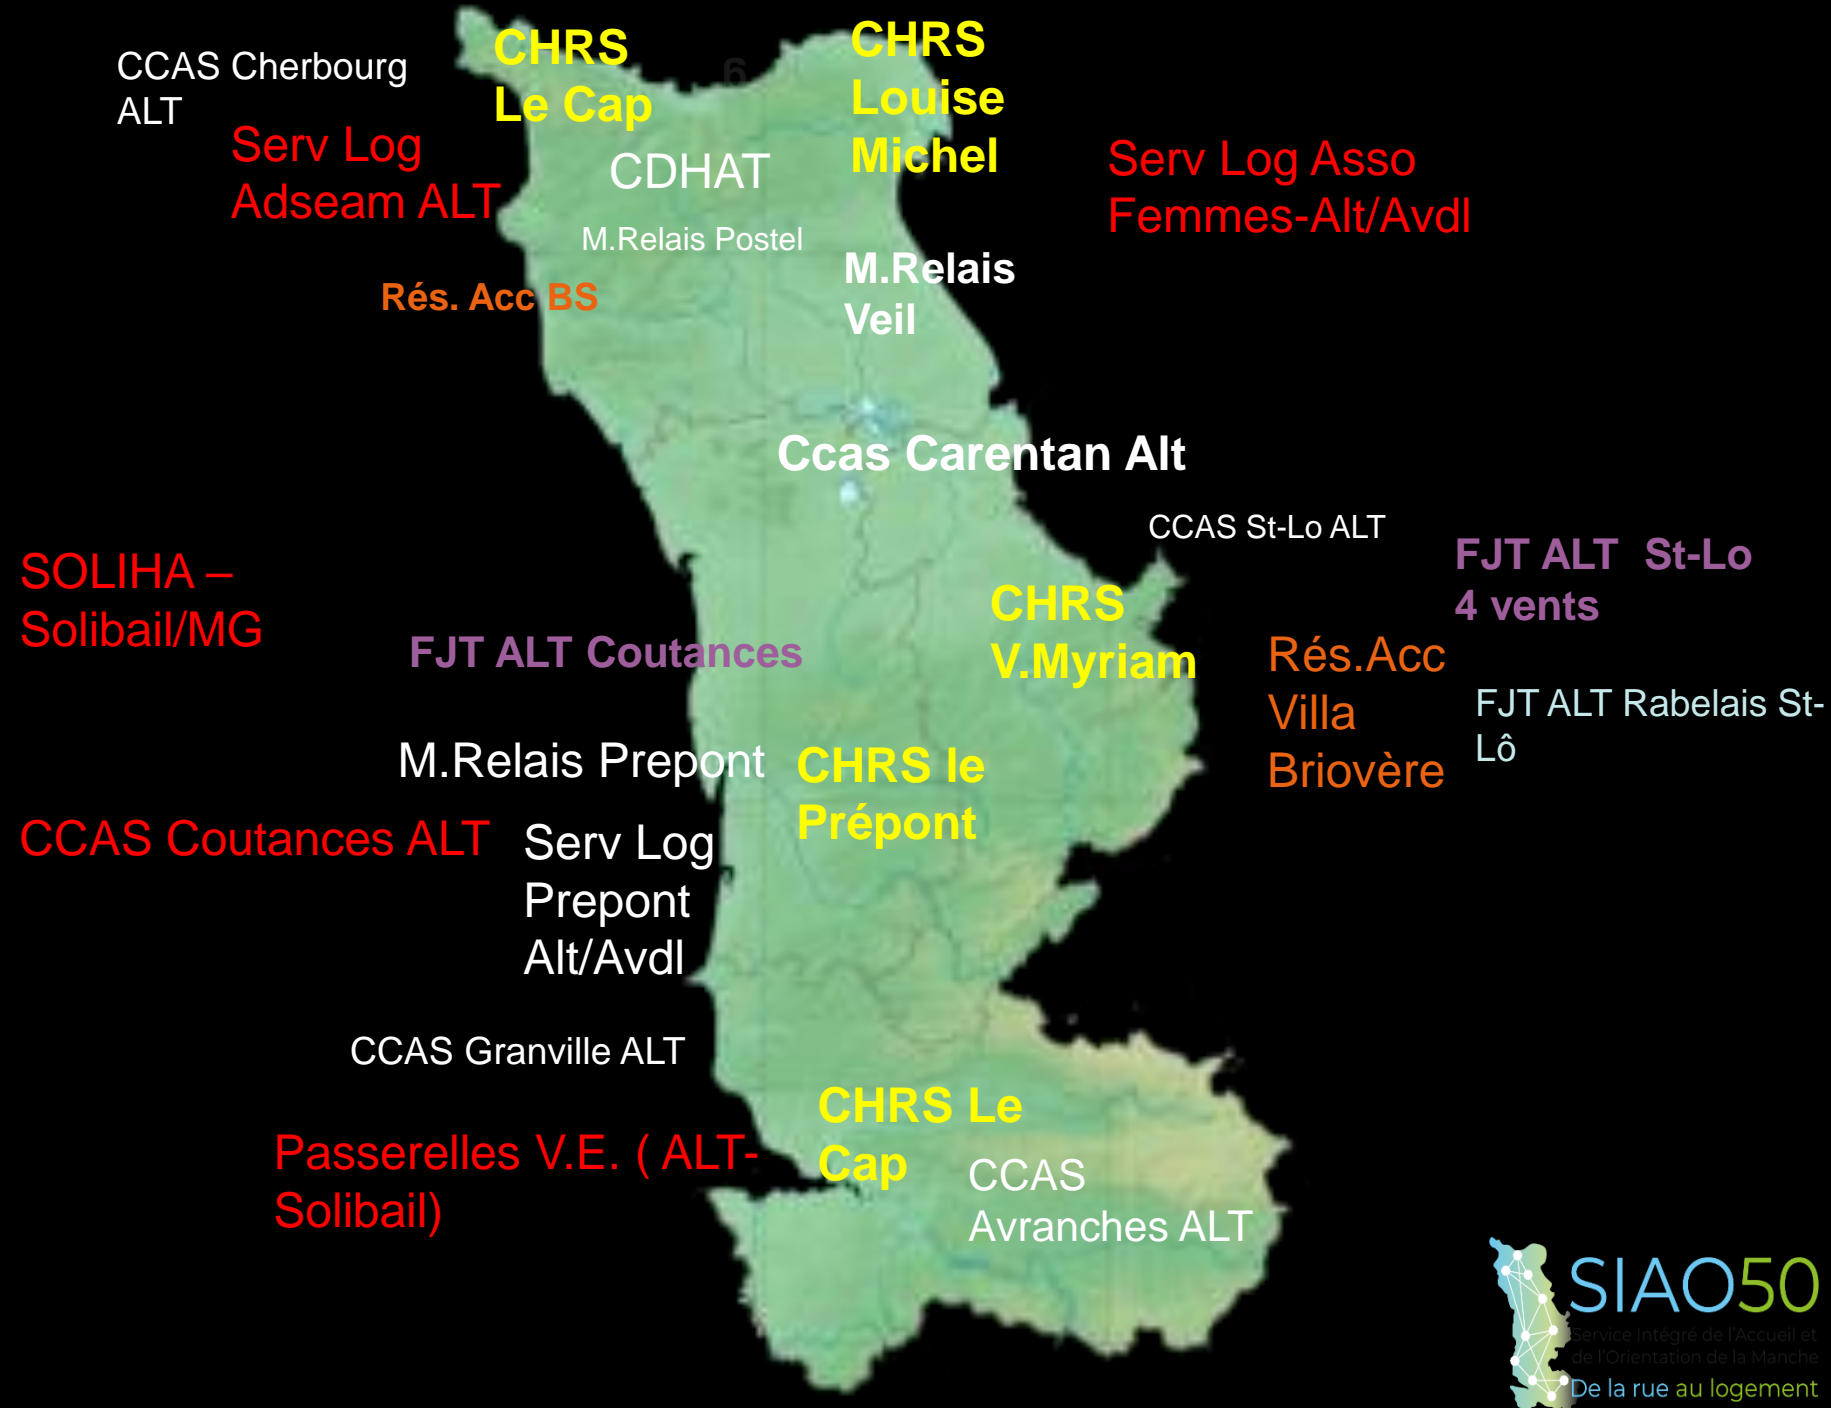 CCAS Cherbourg
ALT
CHRS
Le Cap
6
CHRS
Louise
Michel
Serv Log
Adseam ALT
CDHAT
Serv Log Asso
Femmes-Alt/Avdl
M.Relais Postel
M.Relais
Veil
Rés. Acc BS
Ccas Carentan Alt
CCAS St-Lo ALT
SOLIHA –
Solibail/MG
FJT ALT St-Lo
4 vents
CHRS
V.Myriam
FJT ALT Coutances
Rés.Acc
Villa
Briovère
FJT ALT Rabelais St-
Lô
M.Relais Prepont
CHRS le
Prépont
CCAS Coutances ALT
Serv Log
Prepont
Alt/Avdl
CCAS Granville ALT
CHRS Le
Cap
Passerelles V.E. ( ALT-
Solibail)
CCAS
Avranches ALT
SIAO50
Service Intégré de l'Accueil et
de l'Orientation de la Manche
De la rue au logement